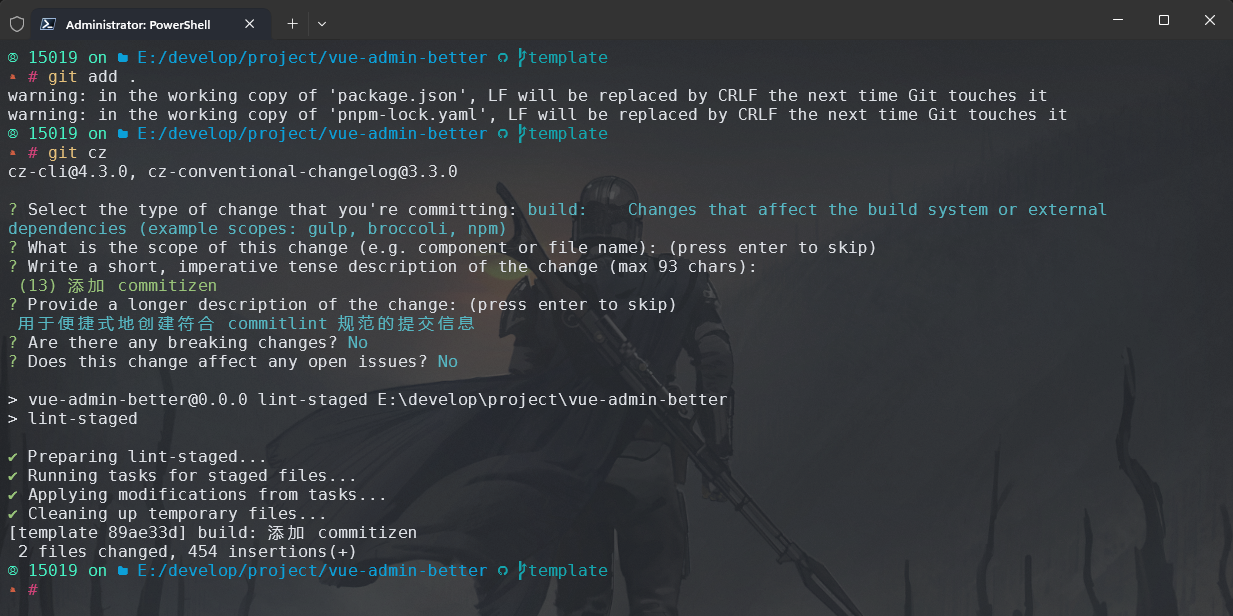 Administrator: PowerShell
15019 on E:/develop/project/vue-admin-better template
# git add .
warning: in the working copy of 'package.json', LF will be replaced by CRLF the next time Git touches it
warning: in the working copy of 'pnpm-lock.yaml', LF will be replaced by CRLF the next time Git touches it
15019 on E:/develop/project/vue-admin-better template
# git cz
cz-cli@4.3.0, cz-conventional-changelog@3.3.0
? Select the type of change that you're committing: build:    Changes that affect the build system or external
dependencies (example scopes: gulp, broccoli, npm)
? What is the scope of this change (e.g. component or file name): (press enter to skip)
? Write a short, imperative tense description of the change (max 93 chars):
(13) 添加 commitizen
? Provide a longer description of the change: (press enter to skip)
用于便捷式地创建符合 commitlint 规范的提交信息
? Are there any breaking changes? No
? Does this change affect any open issues? No
> vue-admin-better@0.0.0 lint-staged E:\develop\project\vue-admin-better
> lint-staged
✔ Preparing lint-staged...
✔ Running tasks for staged files...
✔ Applying modifications from tasks...
✔ Cleaning up temporary files...
[template 89ae33d] build: 添加 commitizen
2 files changed, 454 insertions(+)
15019 on E:/develop/project/vue-admin-better template
#